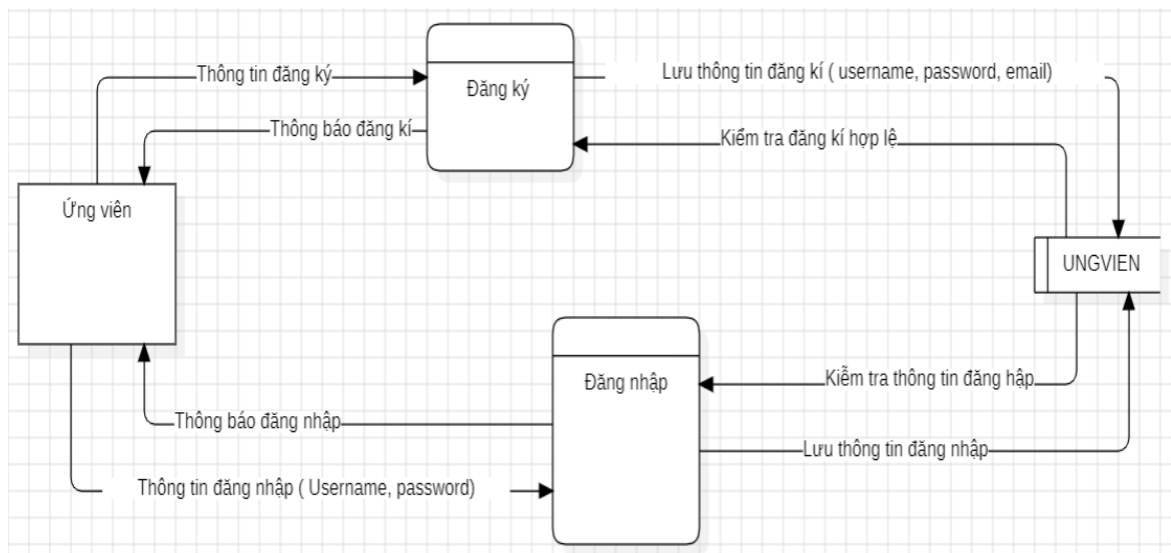 Thông tin đăng ký
Đăng ký
Lưu thông tin đăng kí ( username, password, email)
Thông báo đăng kí
Kiểm tra đăng kí hợp lệ
Ứng viên
UNGVIEN
Đăng nhập
Kiễm tra thông tin đăng hập
Thông báo đăng nhập
Lưu thông tin đăng nhập
Thông tin đăng nhập ( Username, password)